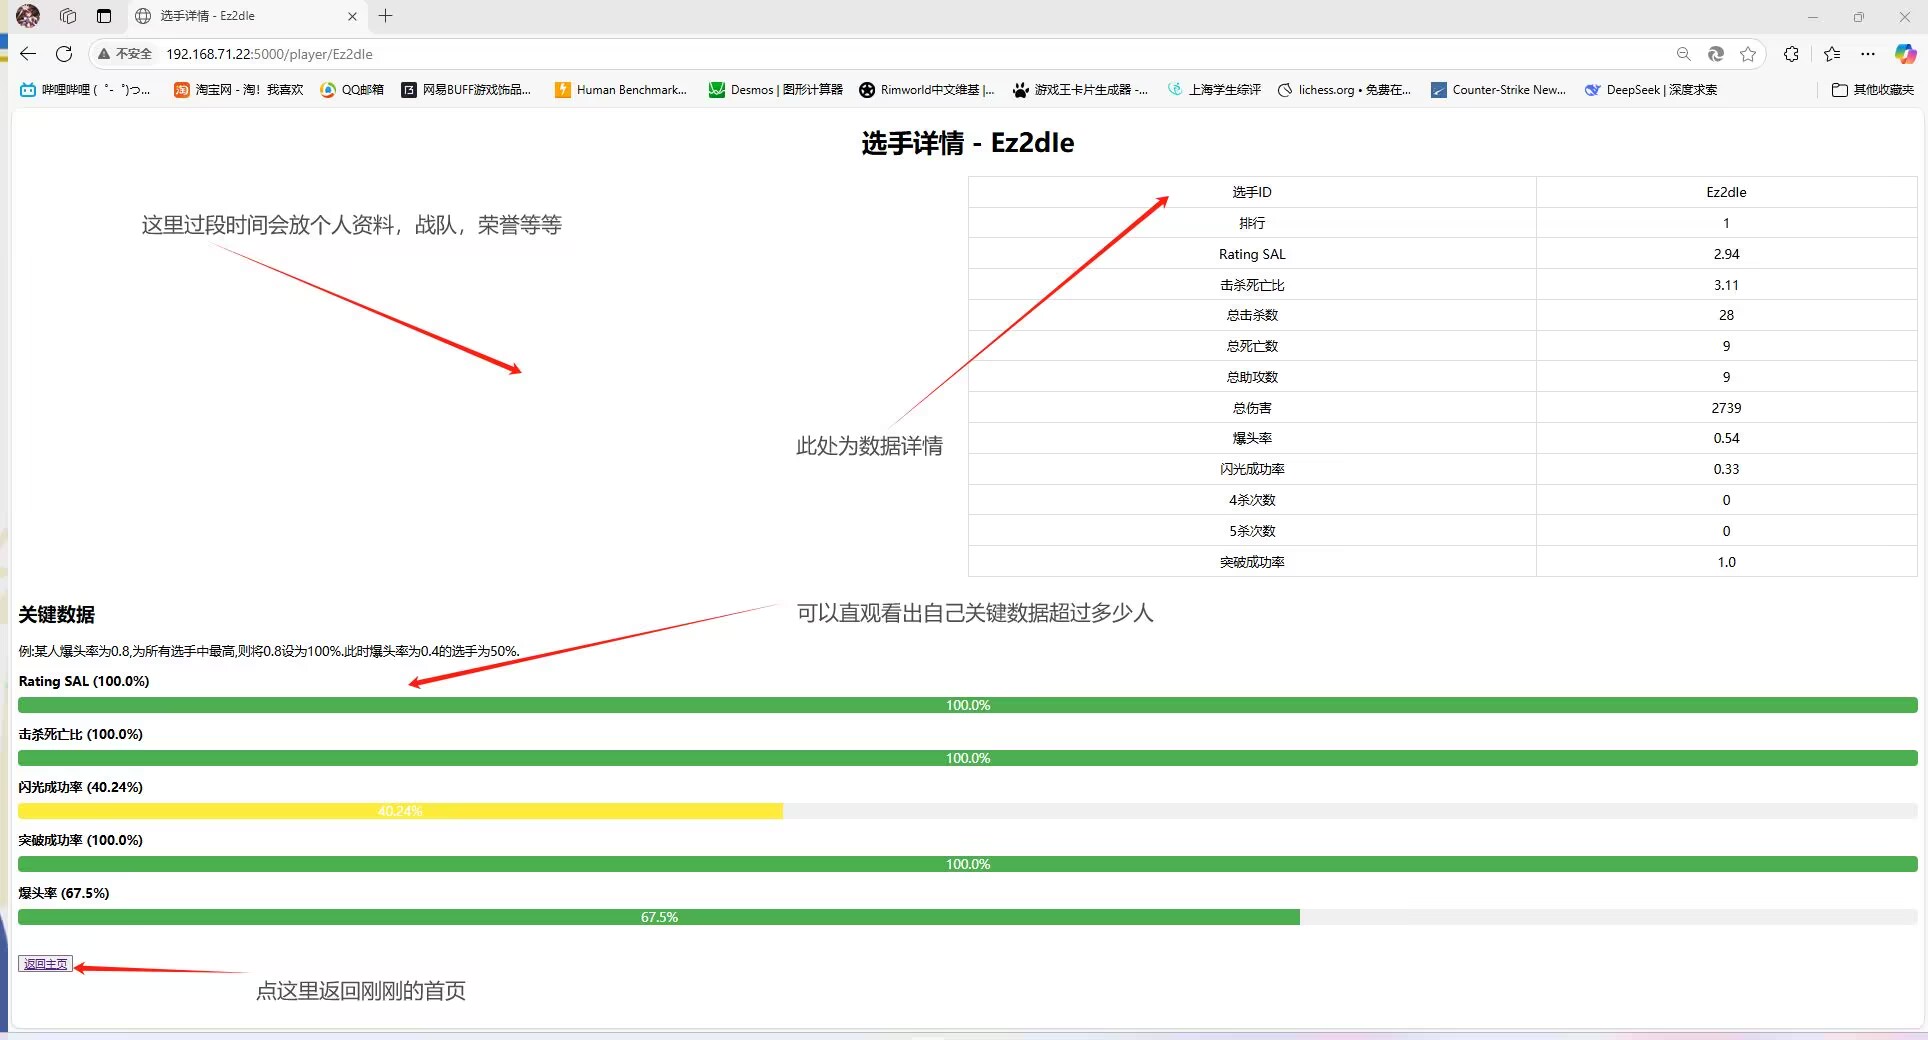 选手详情 - Ez2dle
不安全 192.168.71.22:5000/player/Ez2dle
哔哩哔哩 (゜-゜)つ...
淘宝网 - 淘！我喜欢
QQ邮箱
网易BUFF游戏饰品...
Human Benchmark...
Desmos | 图形计算器
Rimworld中文维基 |...
游戏王卡片生成器 -...
上海学生综评
lichess.org • 免费在...
Counter-Strike New...
DeepSeek | 深度求索
其他收藏夹
选手详情 - Ez2dle
这里过段时间会放个人资料，战队，荣誉等等
选手ID Ez2dle
排行 1
Rating SAL 2.94
击杀死亡比 3.11
总击杀数 28
总死亡数 9
总助攻数 9
总伤害 2739
爆头率 0.54
闪光成功率 0.33
4杀次数 0
5杀次数 0
突破成功率 1.0
此处为数据详情
关键数据
可以直观看出自己关键数据超过多少人
例:某人爆头率为0.8,为所有选手中最高,则将0.8设为100%.此时爆头率为0.4的选手为50%.
Rating SAL (100.0%)
100.0%
击杀死亡比 (100.0%)
100.0%
闪光成功率 (40.24%)
40.24%
突破成功率 (100.0%)
100.0%
爆头率 (67.5%)
67.5%
返回主页
点这里返回刚刚的首页